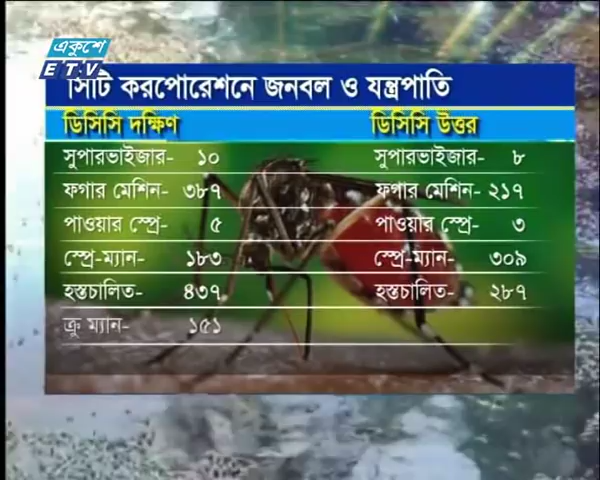 একুশে
ETV
সিটি করপোরেশনে জনবল ও যন্ত্রপাতি
ডিসিসি দক্ষিণ ডিসিসি উত্তর
সুপারভাইজার- ১০ সুপারভাইজার- ৮
ফগার মেশিন- ৩৮৭ ফগার মেশিন- ২১৭
পাওয়ার স্প্রে- ৫ পাওয়ার স্প্রে- ৩
স্প্রে-ম্যান- ১৮৩ স্প্রে-ম্যান- ৩০৯
হস্তচালিত- ৪৩৭ হস্তচালিত- ২৮৭
ক্রু ম্যান- ১৫১